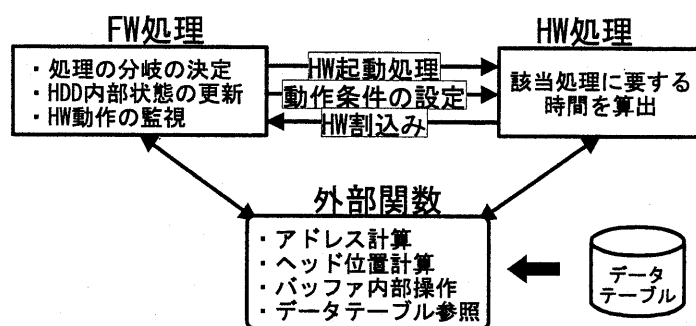 FW処理
・処理の分岐の決定
・HDD内部状態の更新
・HW動作の監視
HW起動処理
動作条件の設定
HW割込み
HW処理
該当処理に要する
時間を算出
外部関数
・アドレス計算
・ヘッド位置計算
・バッファ内部操作
・データテーブル参照
データ
テーブル